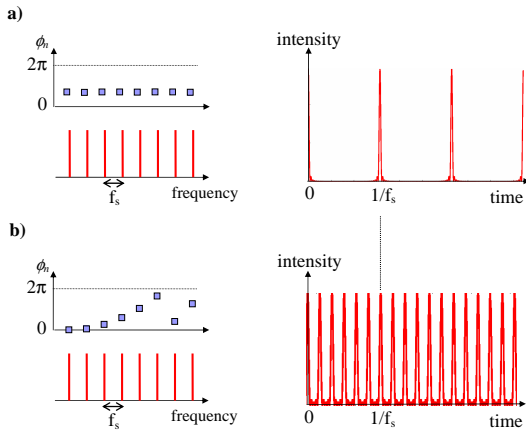 a)
ϕn
2π
0
frequency
fs
intensity
0
1/fs
time
b)
ϕn
2π
0
frequency
fs
intensity
0
1/fs
time